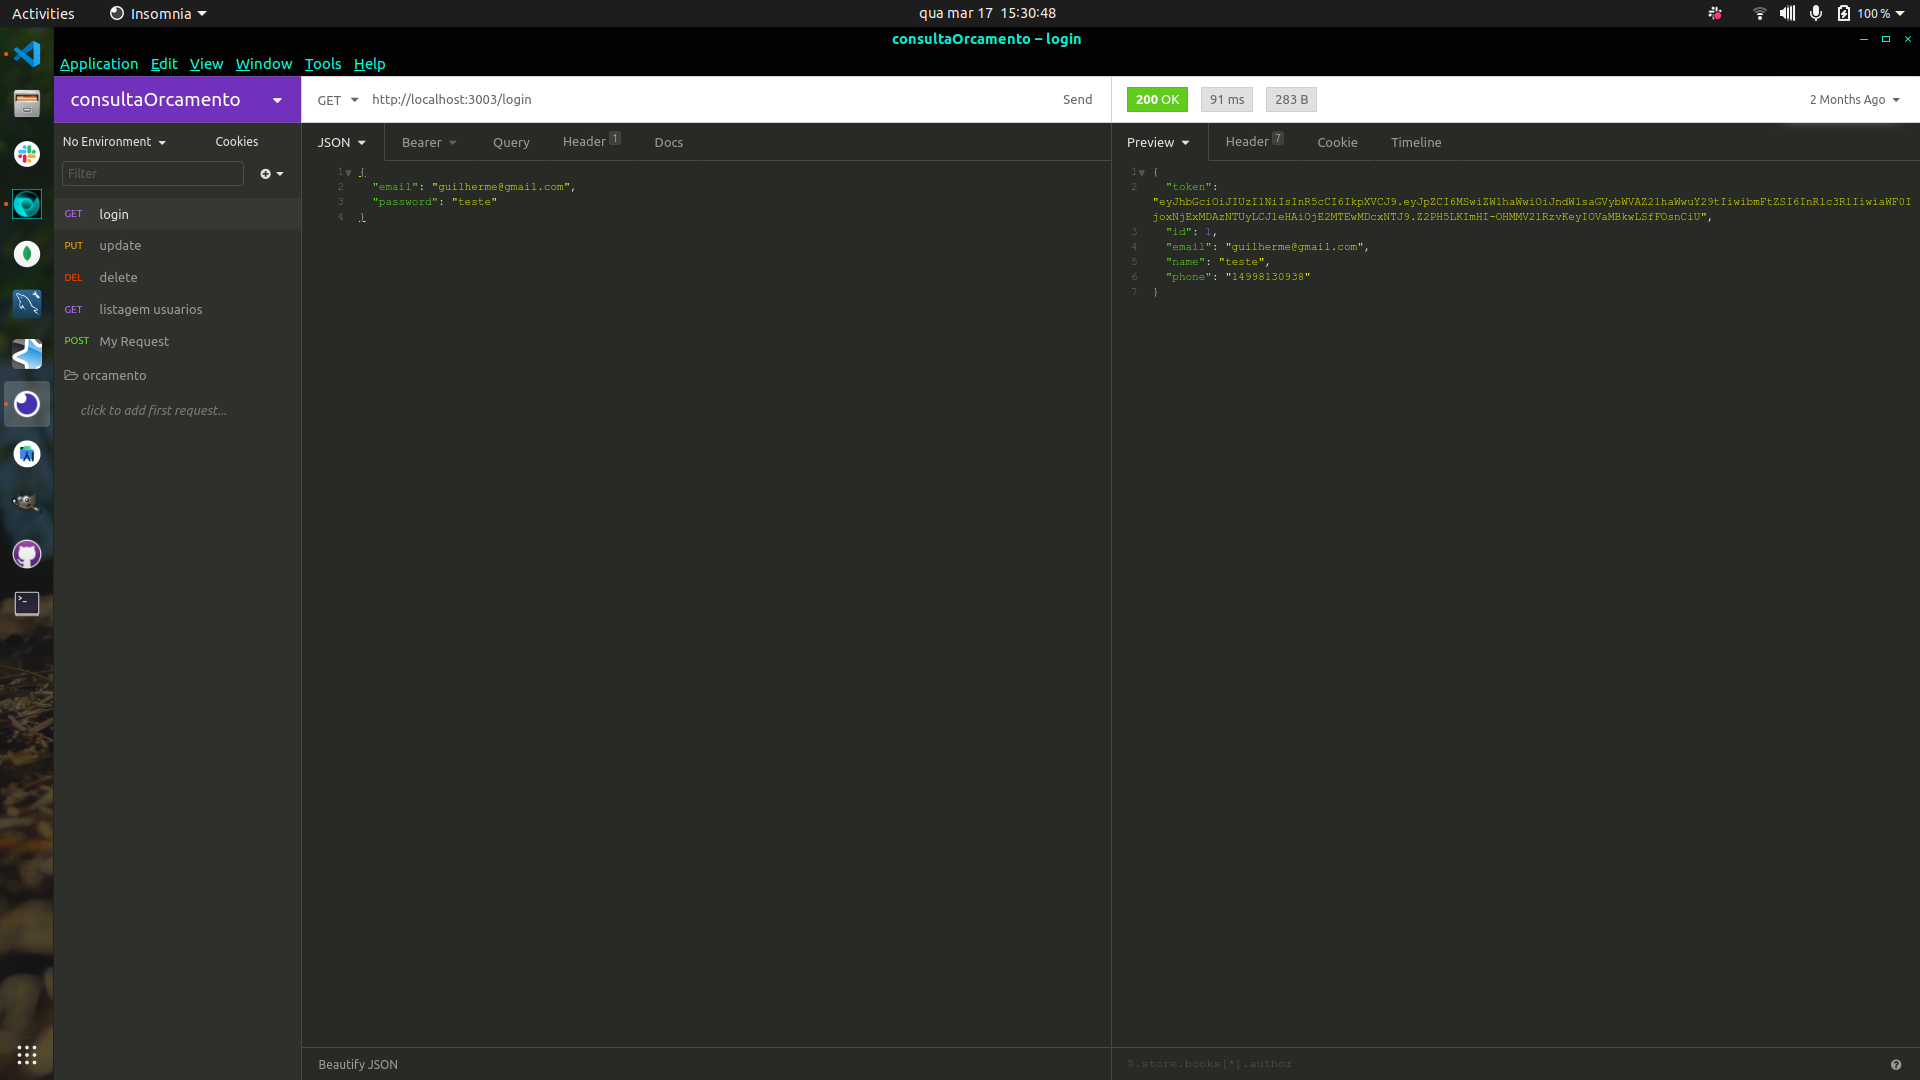 Activities
Insomnia
qua mar 17 15:30:48
100 %
consultaOrcamento – login
Application Edit View Window Tools Help
consultaOrcamento
GET http://localhost:3003/login Send
200 OK 91 ms 283 B 2 Months Ago
No Environment Cookies
Filter
GET login
PUT update
DEL delete
GET listagem usuarios
POST My Request
orcamento
click to add first request...
JSON Bearer Query Header 1 Docs
1 {
2 "email": "guilherme@gmail.com",
3 "password": "teste"
4 }
Beautify JSON
Preview Header 7 Cookie Timeline
1 {
2 "token":
3 "id": 1,
4 "email": "guilherme@gmail.com",
5 "name": "teste",
6 "phone": "14998130938"
7 }
$.store.books[*].author